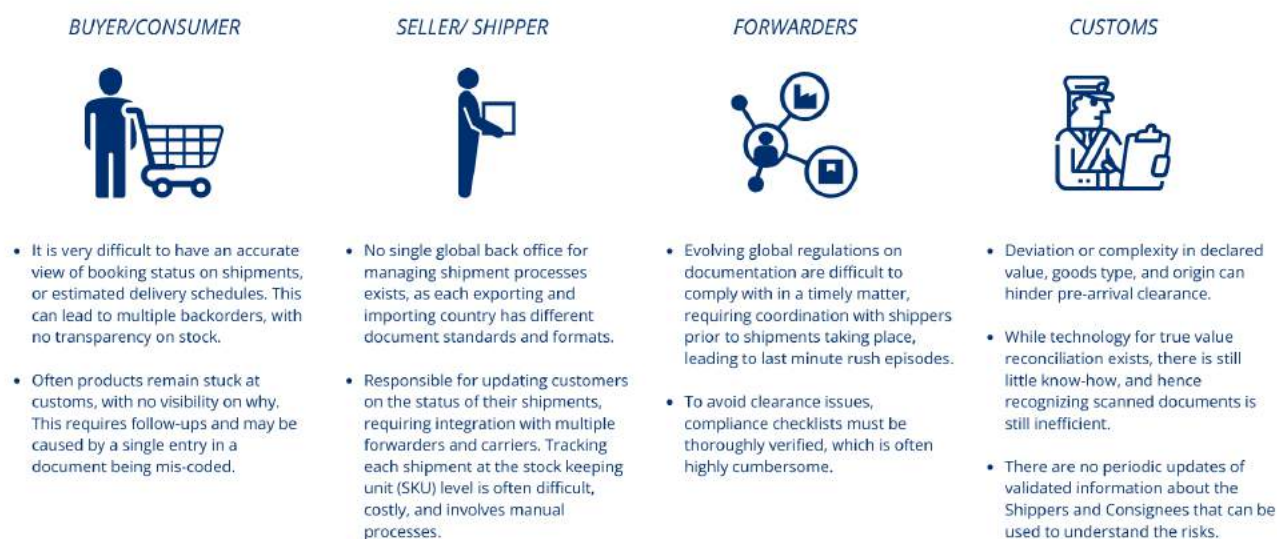 BUYER/CONSUMER
SELLER/ SHIPPER
FORWARDERS
CUSTOMS
• It is very difficult to have an accurate
view of booking status on shipments,
or estimated delivery schedules. This
can lead to multiple backorders, with
no transparency on stock.
• Often products remain stuck at
customs, with no visibility on why.
This requires follow-ups and may be
caused by a single entry in a
document being mis-coded.
• No single global back office for
managing shipment processes
exists, as each exporting and
importing country has different
document standards and formats.
• Responsible for updating customers
on the status of their shipments,
requiring integration with multiple
forwarders and carriers. Tracking
each shipment at the stock keeping
unit (SKU) level is often difficult,
costly, and involves manual
processes.
• Evolving global regulations on
documentation are difficult to
comply with in a timely matter,
requiring coordination with shippers
prior to shipments taking place,
leading to last minute rush episodes.
• To avoid clearance issues,
compliance checklists must be
thoroughly verified, which is often
highly cumbersome.
• Deviation or complexity in declared
value, goods type, and origin can
hinder pre-arrival clearance.
• While technology for true value
reconciliation exists, there is still
little know-how, and hence
recognizing scanned documents is
still inefficient.
• There are no periodic updates of
validated information about the
Shippers and Consignees that can be
used to understand the risks.